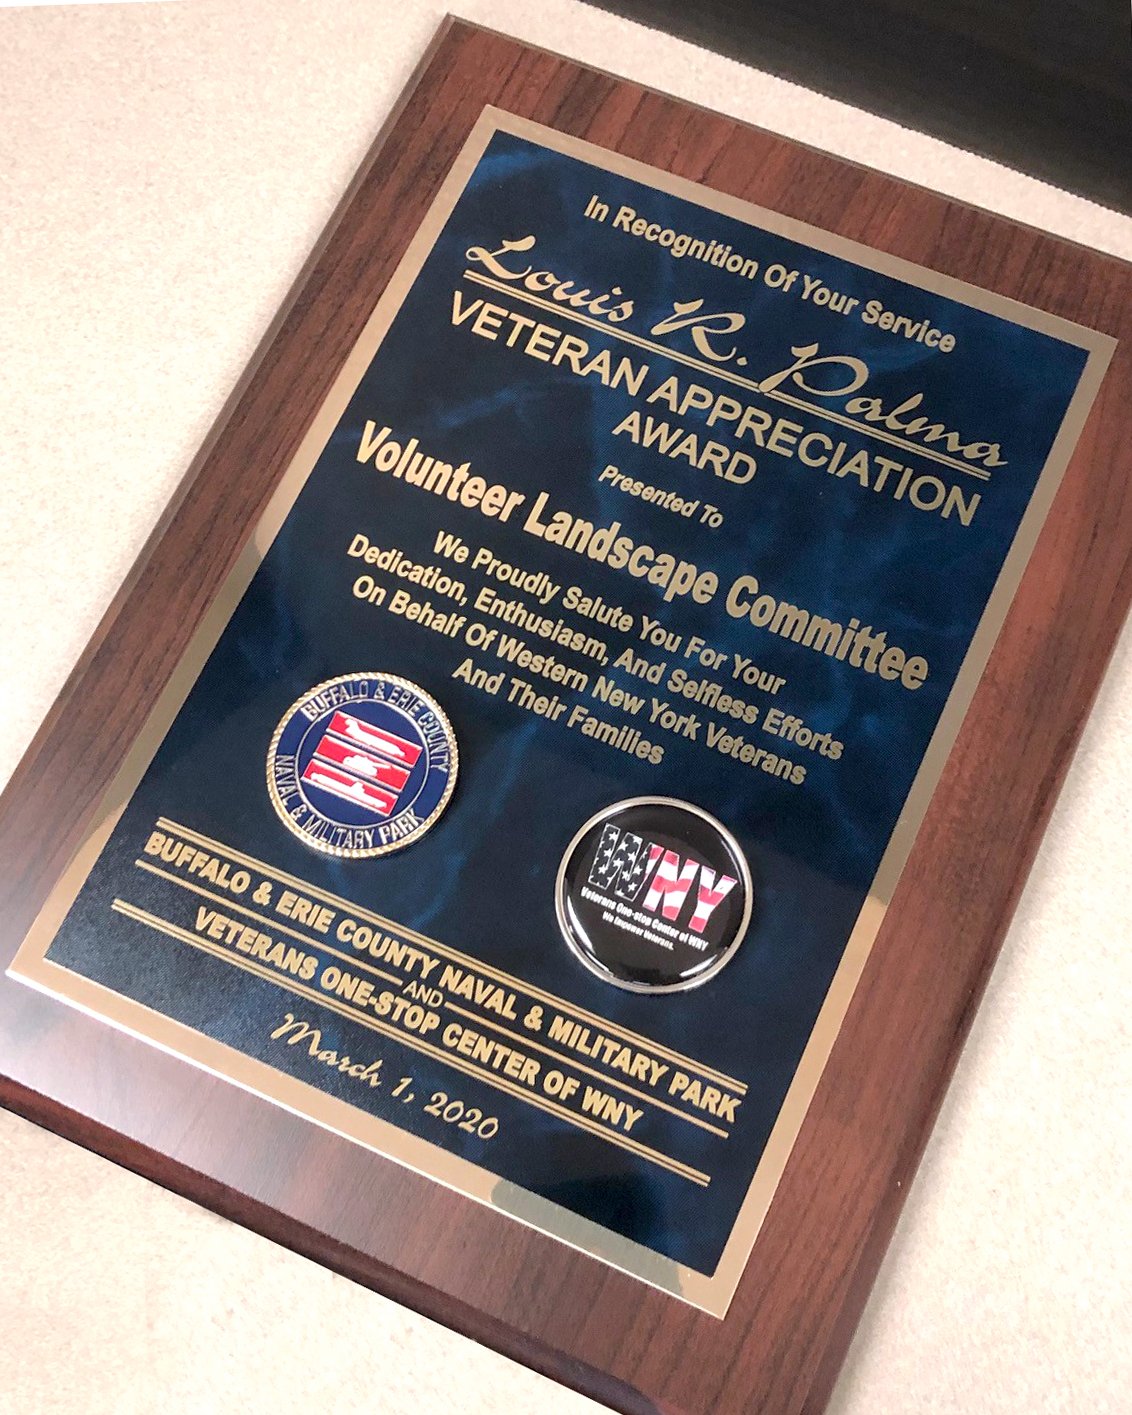 In Recognition Of Your Service
Louis R. Palma
VETERAN APPRECIATION
AWARD
Presented To
Volunteer Landscape Committee
We Proudly Salute You For Your
Dedication, Enthusiasm, And Selfless Efforts
On Behalf Of Western New York Veterans
And Their Families
BUFFALO & ERIE COUNTY
NAVAL & MILITARY PARK
WNY
Veterans One-stop Center of WNY
We Empower Veterans.
BUFFALO & ERIE COUNTY NAVAL & MILITARY PARK
AND
VETERANS ONE-STOP CENTER OF WNY
March 1, 2020